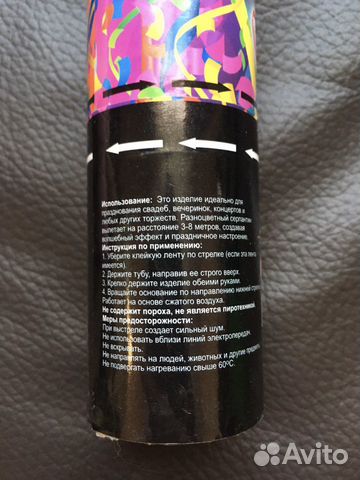 Использование: Это изделие идеально для
празднования свадеб, вечеринок, концертов и
любых других торжеств. Разноцветный серпантин
вылетает на расстояние 3-8 метров, создавая
волшебный эффект и праздничное настроение.
Инструкция по применению:
1. Уберите клейкую ленту по стрелке (если эта лента
имеется).
2. Держите тубу, направив ее строго вверх.
3. Крепко держите изделие обеими руками.
4. Вращайте основание по направлению нижней
Работает на основе сжатого воздуха.
Не содержит пороха, не является пиротехникой.
Меры предосторожности:
При выстреле создает сильный шум.
Не использовать вблизи линий электропередач.
Не вскрывать.
Не направлять на людей, животных и другие
Не подвергать нагреванию свыше 60ºС.
Avito